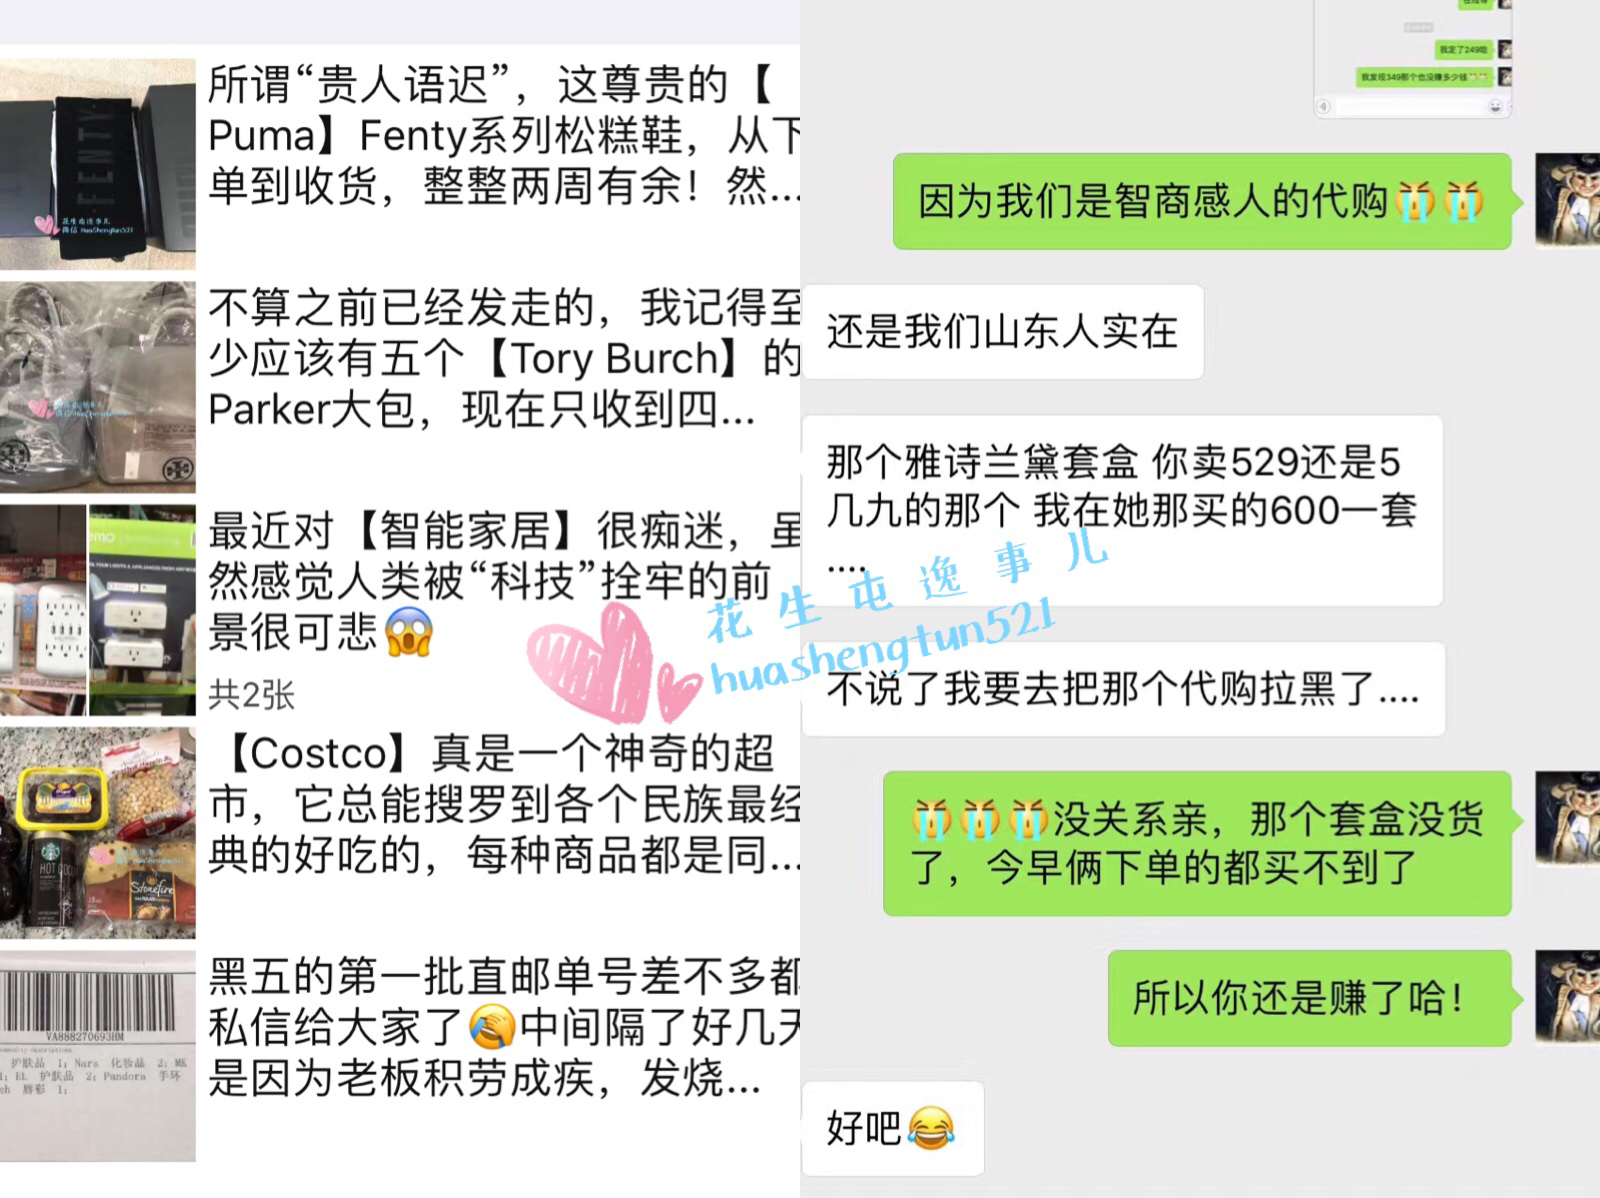 所谓“贵人语迟”，这尊贵的【
Puma】Fenty系列松糕鞋，从下
单到收货，整整两周有余！然...
FENTY
花生屯逸事儿
微信 HuaShengtun521
不算之前已经发走的，我记得至
少应该有五个【Tory Burch】的
Parker大包，现在只收到四...
最近对【智能家居】很痴迷，虽
然感觉人类被“科技”拴牢的前
景很可悲😱
共2张
【Costco】真是一个神奇的超
市，它总能搜罗到各个民族最经
典的好吃的，每种商品都是同...
HOT COC
Stonefire
黑五的第一批直邮单号差不多都
私信给大家了🤦中间隔了好几天
是因为老板积劳成疾，发烧...
VA888270693HM
护肤品 1; Nars 化妆品 2; MK
1; EL 护肤品 2; Pandora 手环
唇彩 1;
我定了249哈
我发现349那个也没赚多少钱
因为我们是智商感人的代购😭😭
还是我们山东人实在
那个雅诗兰黛套盒 你卖529还是5
几九的那个 我在她那买的600一套
....
花生屯逸事儿
huashengtun521
不说了我要去把那个代购拉黑了....
😭😭😭没关系亲，那个套盒没货
了，今早俩下单的都买不到了
所以你还是赚了哈！
好吧😂